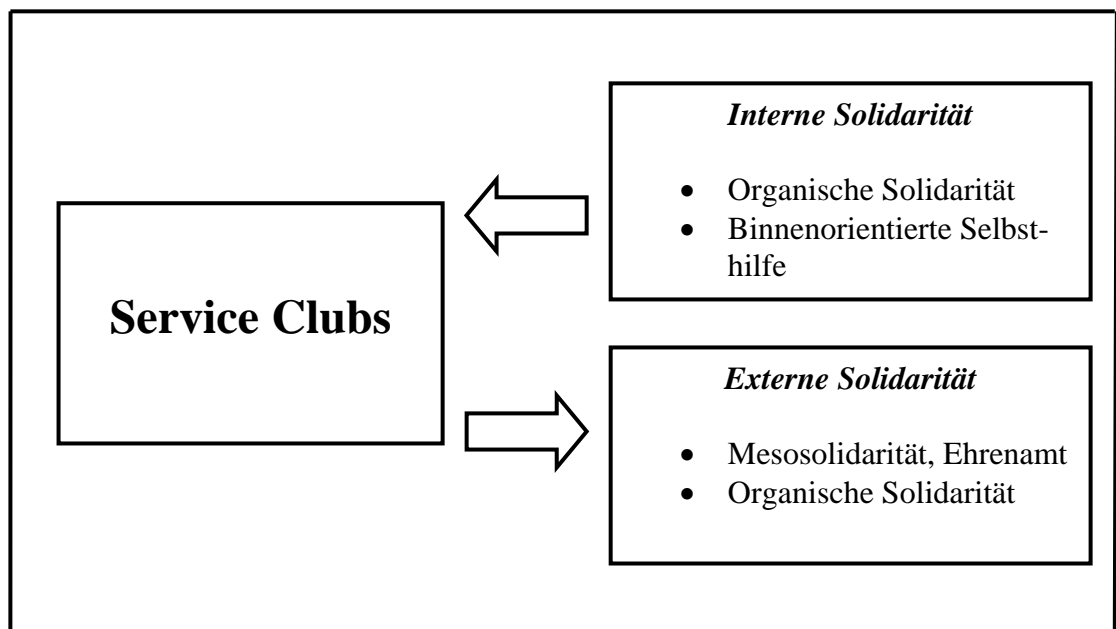 Service Clubs
Interne Solidarität
• Organische Solidarität
• Binnenorientierte Selbst-
hilfe
Externe Solidarität
• Mesosolidarität, Ehrenamt
• Organische Solidarität